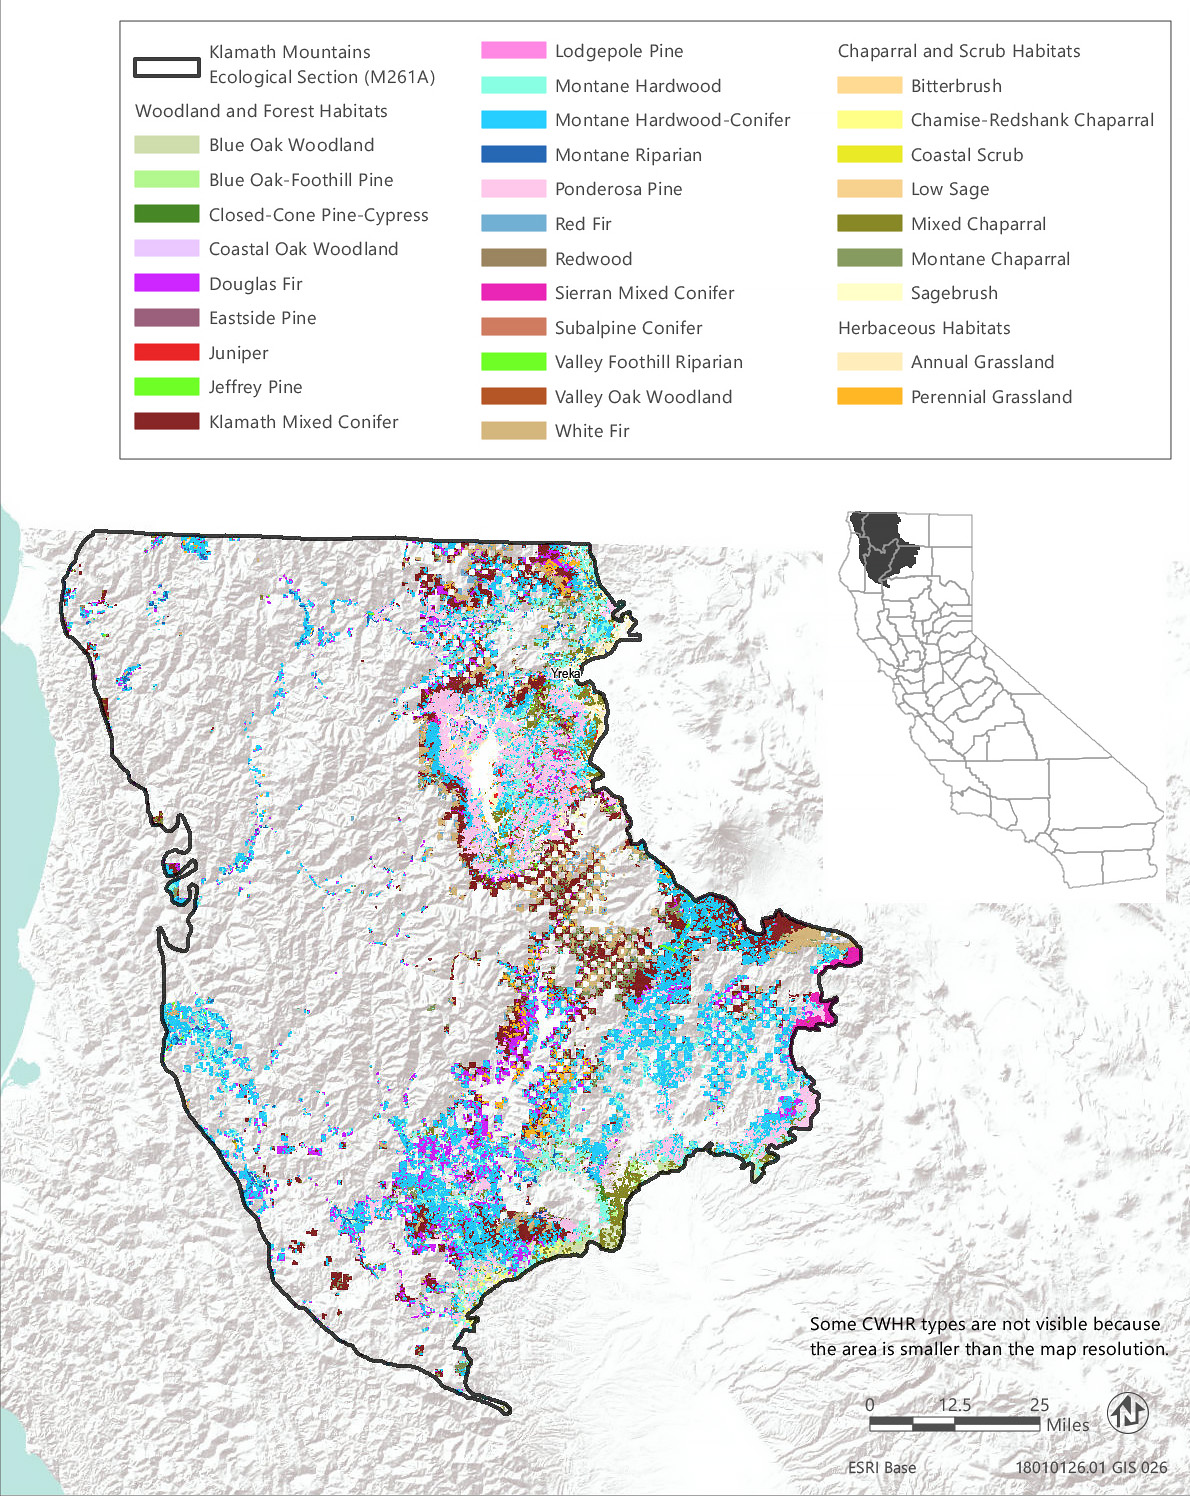 Klamath Mountains
Ecological Section (M261A)
Woodland and Forest Habitats
Blue Oak Woodland
Blue Oak-Foothill Pine
Closed-Cone Pine-Cypress
Coastal Oak Woodland
Douglas Fir
Eastside Pine
Juniper
Jeffrey Pine
Klamath Mixed Conifer
Lodgepole Pine
Montane Hardwood
Montane Hardwood-Conifer
Montane Riparian
Ponderosa Pine
Red Fir
Redwood
Sierran Mixed Conifer
Subalpine Conifer
Valley Foothill Riparian
Valley Oak Woodland
White Fir
Chaparral and Scrub Habitats
Bitterbrush
Chamise-Redshank Chaparral
Coastal Scrub
Low Sage
Mixed Chaparral
Montane Chaparral
Sagebrush
Herbaceous Habitats
Annual Grassland
Perennial Grassland
Yreka
Some CWHR types are not visible because
the area is smaller than the map resolution.
0 12.5 25
Miles
N
ESRI Base
18010126.01 GIS 026